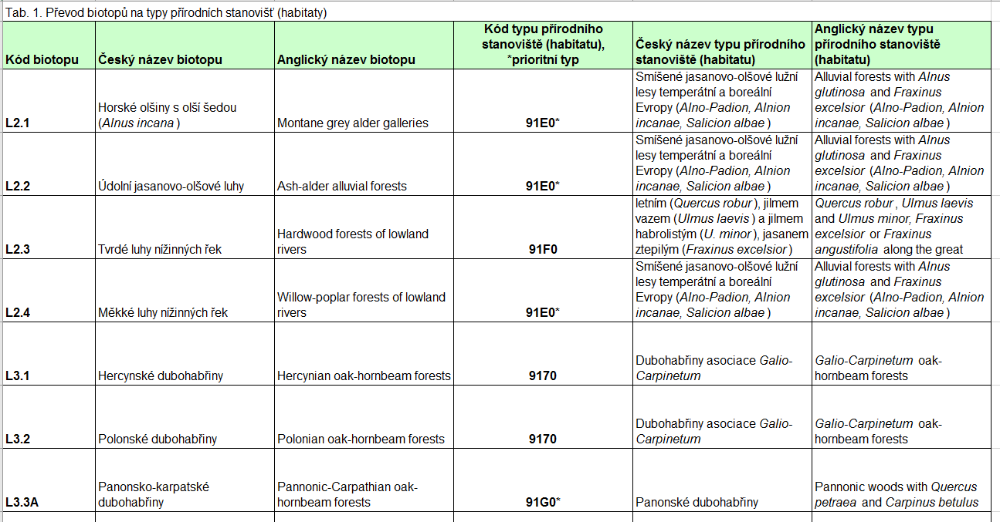 Tab. 1. Převod biotopů na typy přírodních stanovišť (habitaty)
Kód biotopu
Český název biotopu
Anglický název biotopu
Kód typu přírodního
stanoviště (habitatu),
*prioritní typ
Český název typu přírodního
stanoviště (habitatu)
Anglický název typu
přírodního stanoviště
(habitatu)
L2.1
Horské olšiny s olší šedou
(Alnus incana )
Montane grey alder galleries
91E0*
Smíšené jasanovo-olšové lužní
lesy temperátní a boreální
Evropy (Alno-Padion, Alnion
incanae, Salicion albae )
Alluvial forests with Alnus
glutinosa and Fraxinus
excelsior (Alno-Padion, Alnion
incanae, Salicion albae )
L2.2
Údolní jasanovo-olšové luhy
Ash-alder alluvial forests
91E0*
Smíšené jasanovo-olšové lužní
lesy temperátní a boreální
Evropy (Alno-Padion, Alnion
incanae, Salicion albae )
Alluvial forests with Alnus
glutinosa and Fraxinus
excelsior (Alno-Padion, Alnion
incanae, Salicion albae )
L2.3
Tvrdé luhy nížinných řek
Hardwood forests of lowland
rivers
91F0
letním (Quercus robur ), jilmem
vazem (Ulmus laevis ) a jilmem
habrolistým (U. minor ), jasanem
ztepilým (Fraxinus excelsior )
Quercus robur , Ulmus laevis
and Ulmus minor, Fraxinus
excelsior or Fraxinus
angustifolia along the great
L2.4
Měkké luhy nížinných řek
Willow-poplar forests of lowland
rivers
91E0*
Smíšené jasanovo-olšové lužní
lesy temperátní a boreální
Evropy (Alno-Padion, Alnion
incanae, Salicion albae )
Alluvial forests with Alnus
glutinosa and Fraxinus
excelsior (Alno-Padion, Alnion
incanae, Salicion albae )
L3.1
Hercynské dubohabřiny
Hercynian oak-hornbeam forests
9170
Dubohabřiny asociace Galio-
Carpinetum
Galio-Carpinetum oak-
hornbeam forests
L3.2
Polonské dubohabřiny
Polonian oak-hornbeam forests
9170
Dubohabřiny asociace Galio-
Carpinetum
Galio-Carpinetum oak-
hornbeam forests
L3.3A
Panonsko-karpatské
dubohabřiny
Pannonic-Carpathian oak-
hornbeam forests
91G0*
Panonské dubohabřiny
Pannonic woods with Quercus
petraea and Carpinus betulus